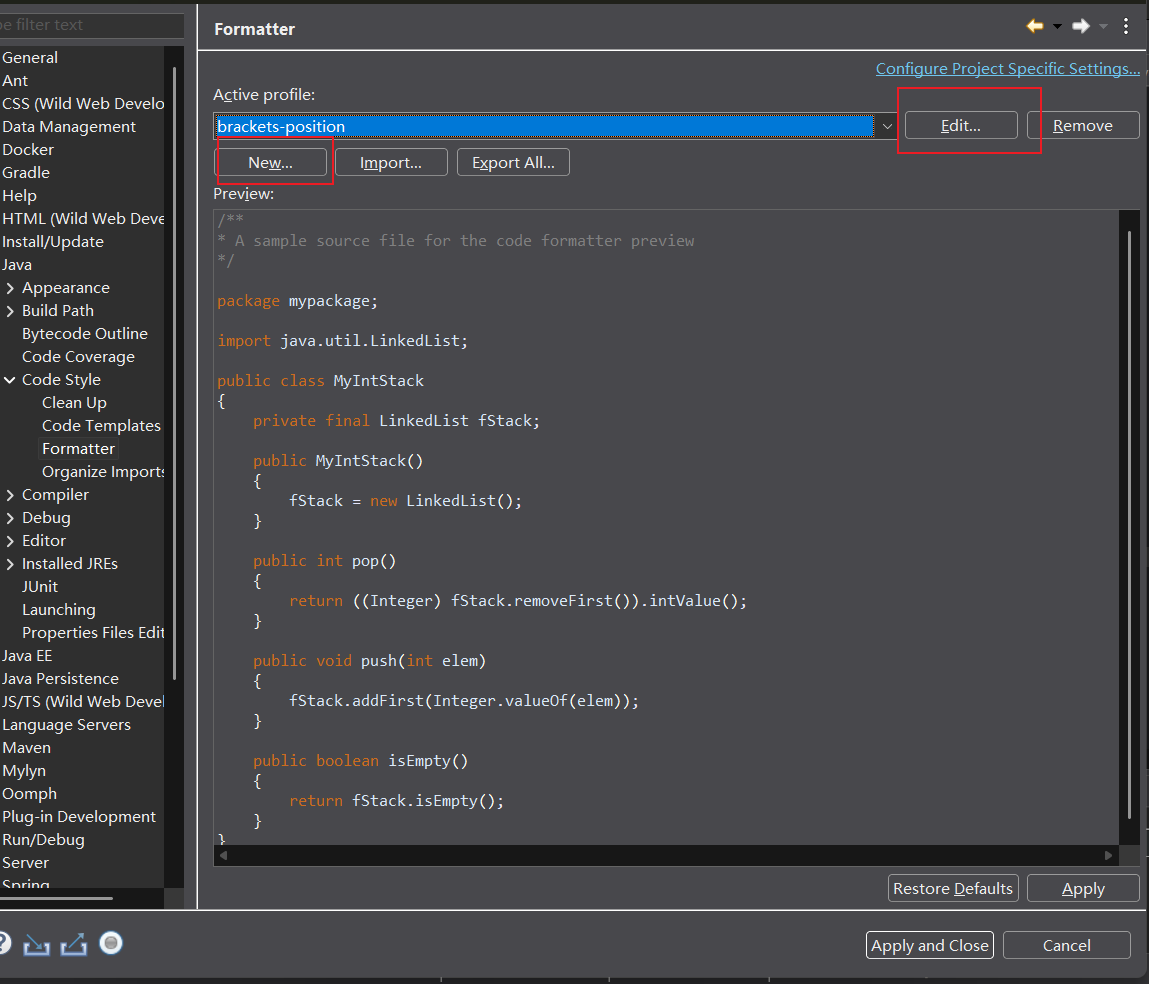 pe filter text
General
Ant
CSS (Wild Web Develo
Data Management
Docker
Gradle
Help
HTML (Wild Web Deve
Install/Update
Java
Appearance
Build Path
Bytecode Outline
Code Coverage
Code Style
Clean Up
Code Templates
Formatter
Organize Imports
Compiler
Debug
Editor
Installed JREs
JUnit
Launching
Properties Files Edit
Java EE
Java Persistence
JS/TS (Wild Web Devel
Language Servers
Maven
Mylyn
Oomph
Plug-in Development
Run/Debug
Server
Spring
Formatter
Configure Project Specific Settings...
Active profile:
brackets-position
Edit...
Remove
New...
Import...
Export All...
Preview:
/**
* A sample source file for the code formatter preview
*/
package mypackage;
import java.util.LinkedList;
public class MyIntStack
{
private final LinkedList fStack;
public MyIntStack()
{
fStack = new LinkedList();
}
public int pop()
{
return ((Integer) fStack.removeFirst()).intValue();
}
public void push(int elem)
{
fStack.addFirst(Integer.valueOf(elem));
}
public boolean isEmpty()
{
return fStack.isEmpty();
}
}
Restore Defaults
Apply
?
Apply and Close
Cancel